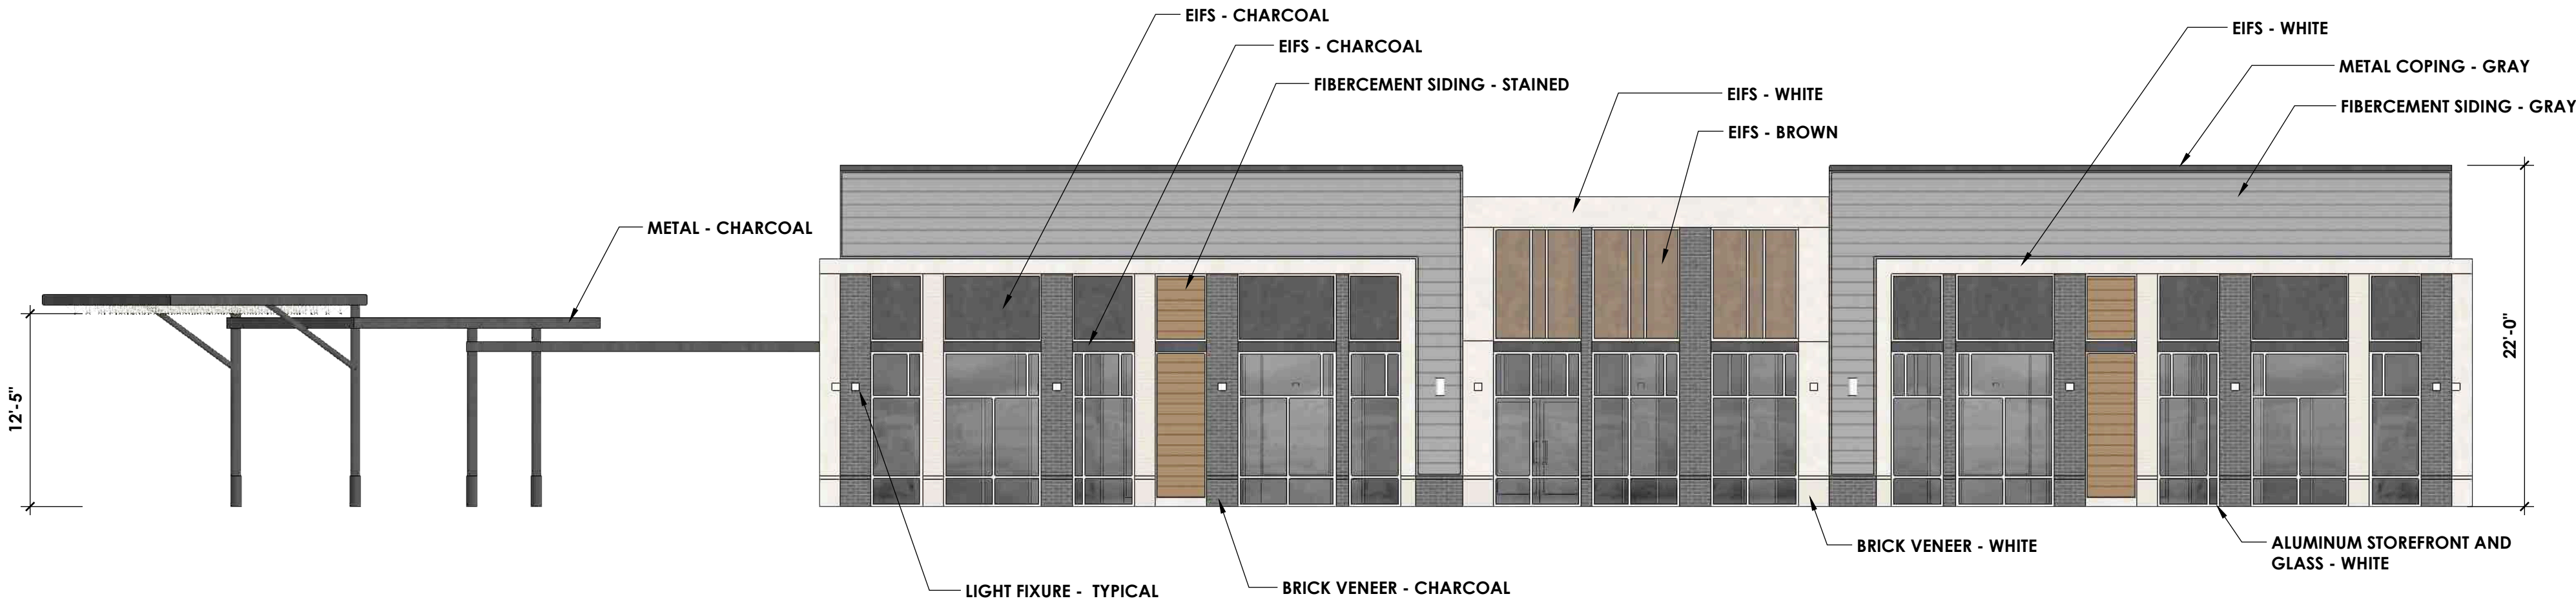 EIFS - CHARCOAL
EIFS - CHARCOAL
FIBERCEMENT SIDING - STAINED
EIFS - WHITE
METAL COPING - GRAY
FIBERCEMENT SIDING - GRAY
EIFS - WHITE
EIFS - BROWN
METAL - CHARCOAL
12'-5"
22'-0"
LIGHT FIXTURE - TYPICAL
BRICK VENEER - CHARCOAL
BRICK VENEER - WHITE
ALUMINUM STOREFRONT AND
GLASS - WHITE